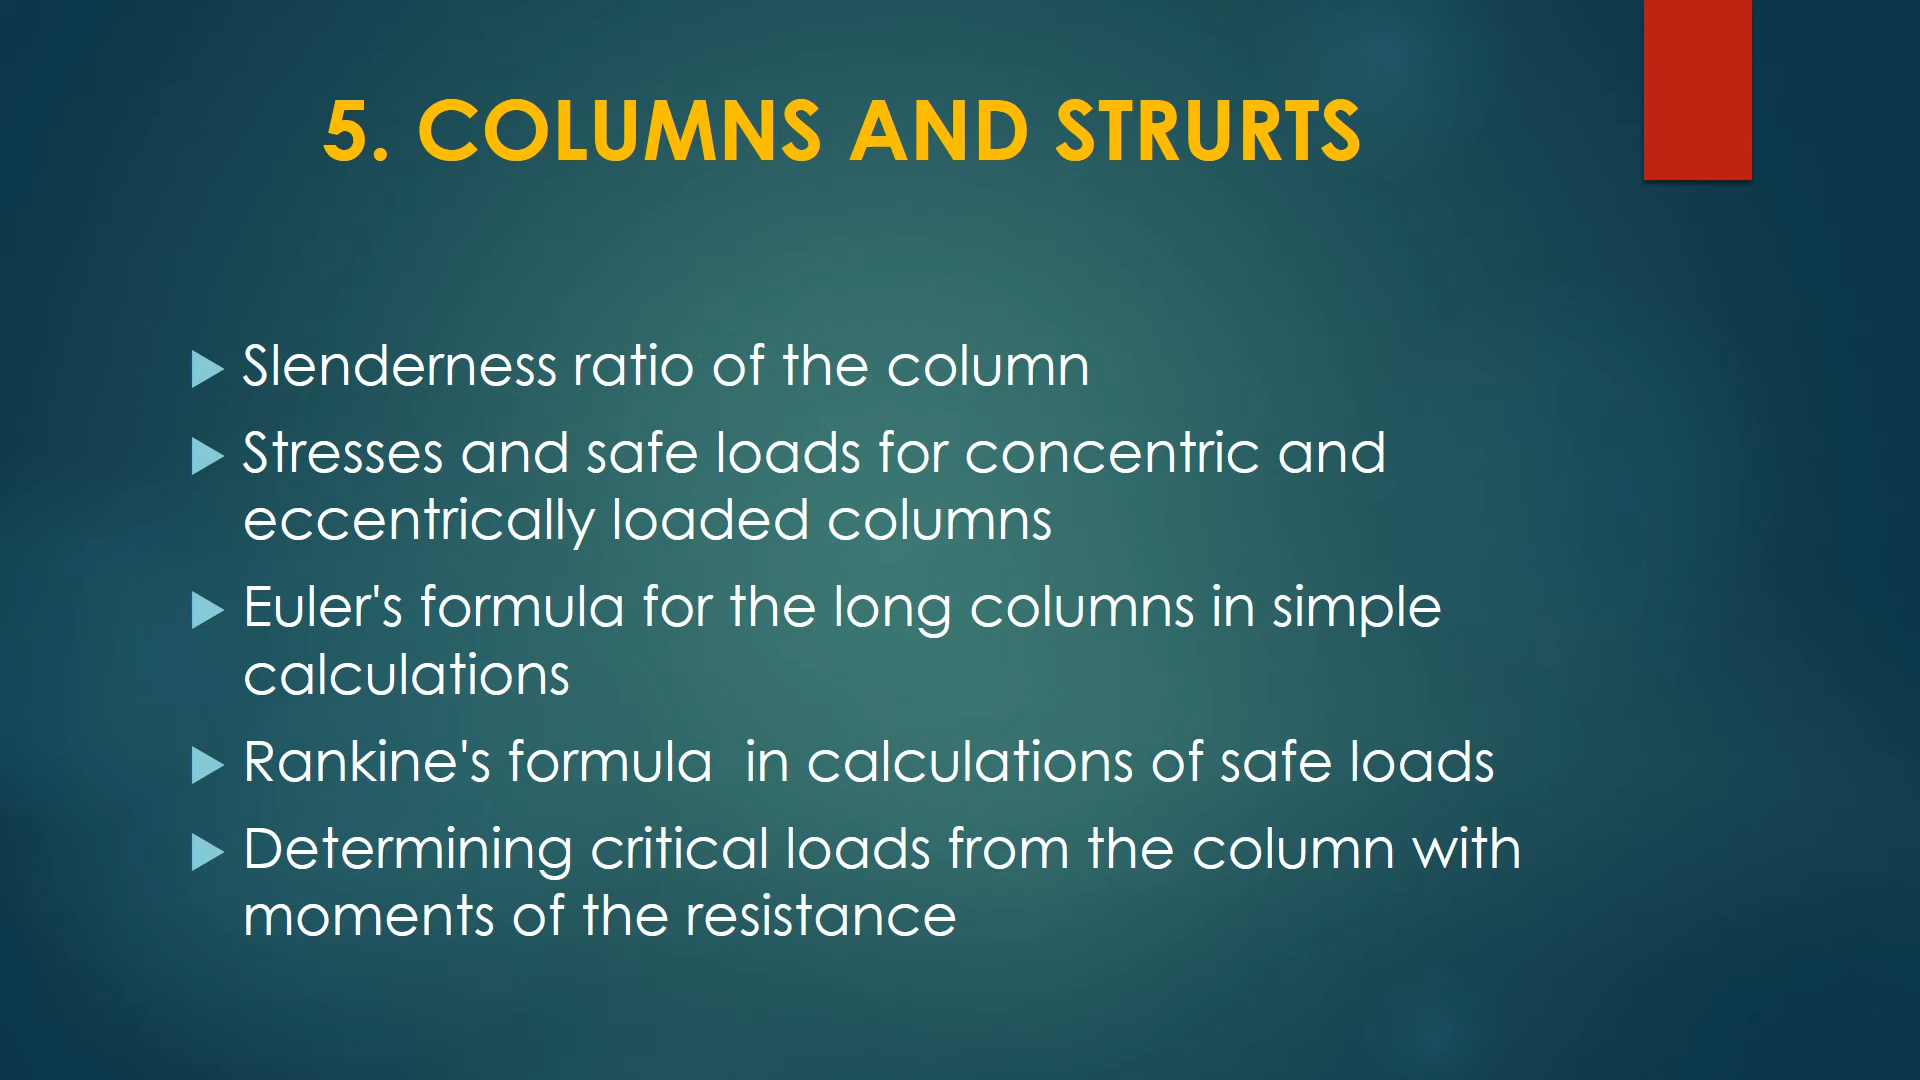 5. COLUMNS AND STRURTS
Slenderness ratio of the column
Stresses and safe loads for concentric and
eccentrically loaded columns
Euler's formula for the long columns in simple
calculations
Rankine's formula  in calculations of safe loads
Determining critical loads from the column with
moments of the resistance